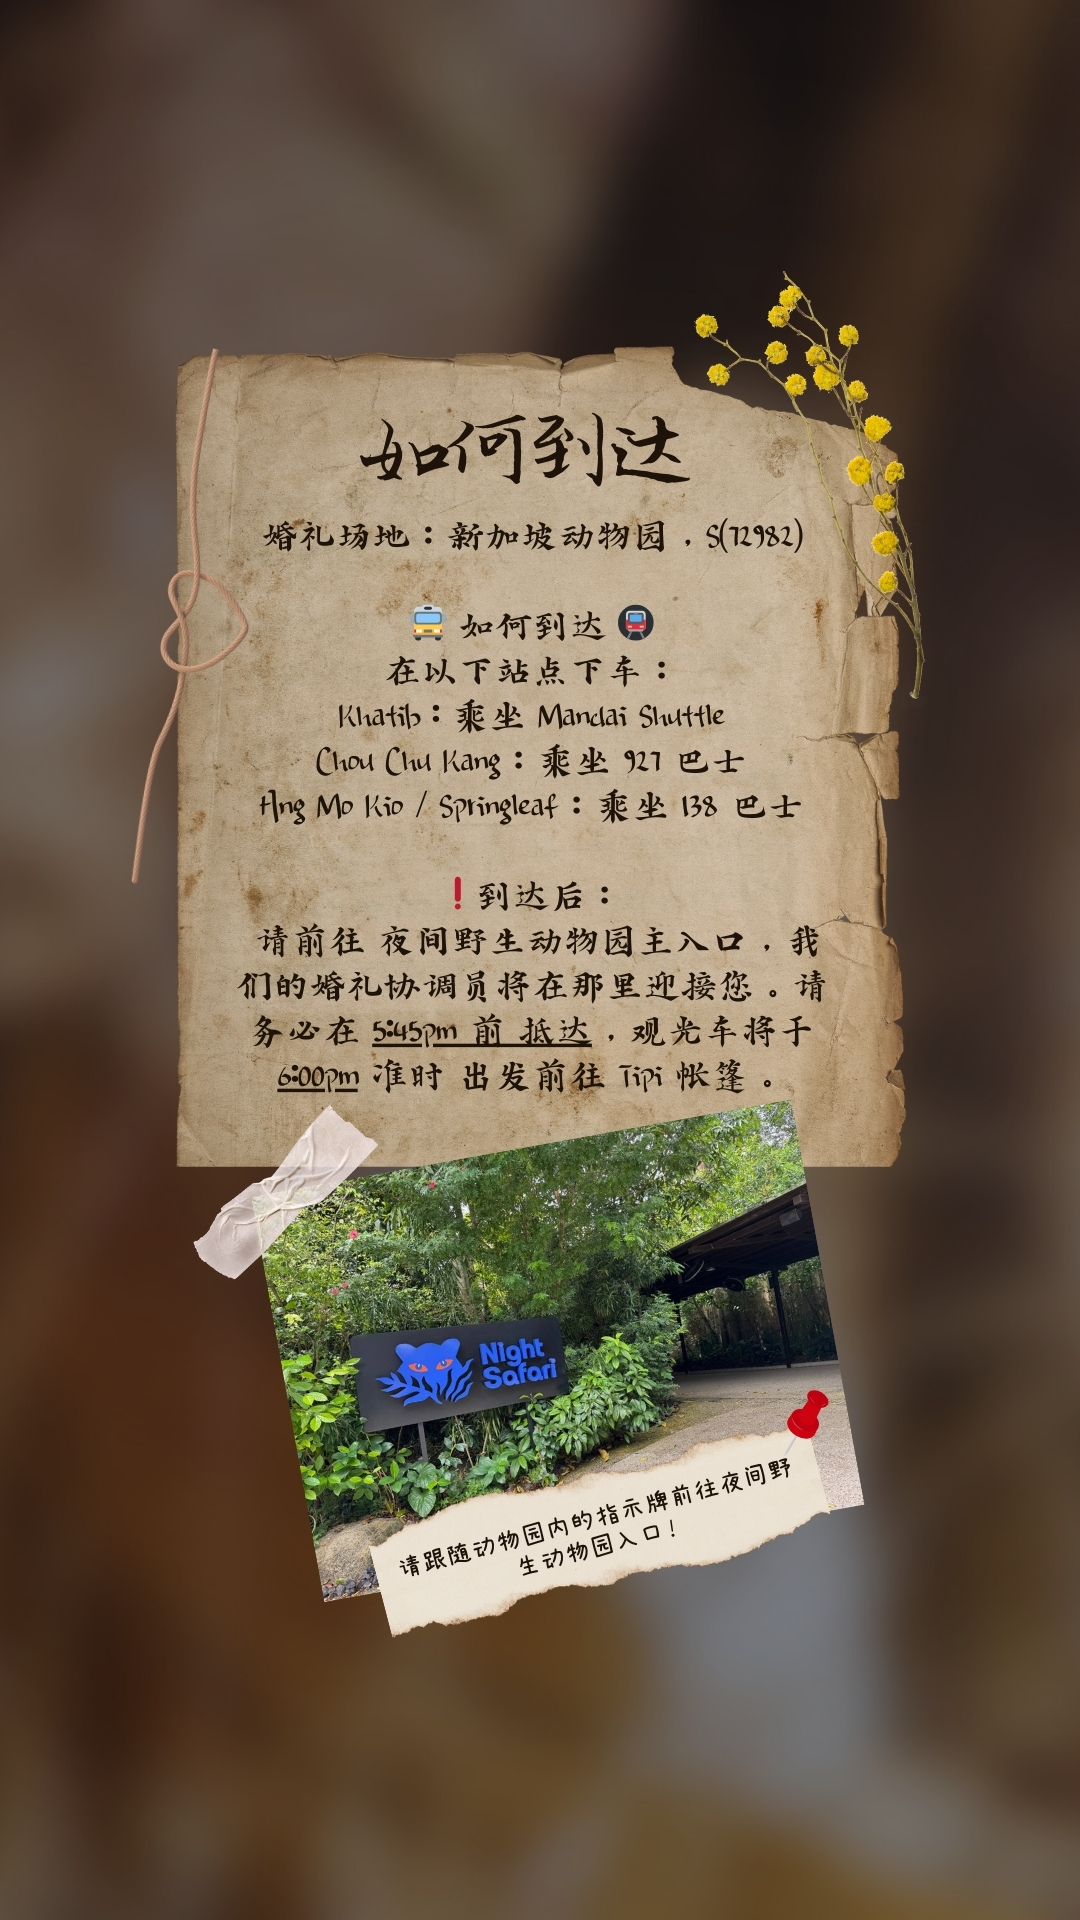 如何到达
婚礼场地：新加坡动物园，S(72982)
如何到达
在以下站点下车：
Khatib：乘坐 Mandai Shuttle
Chou Chu Kang：乘坐 927 巴士
Ang Mo Kio / Springleaf：乘坐 138 巴士
❗到达后：
请前往 夜间野生动物园主入口，我
们的婚礼协调员将在那里迎接您。请
务必在 5:45pm 前 抵达，观光车将于
6:00pm 准时 出发前往 Tipi 帐篷。
Night
Safari
请跟随动物园内的指示牌前往夜间野
生动物园入口！